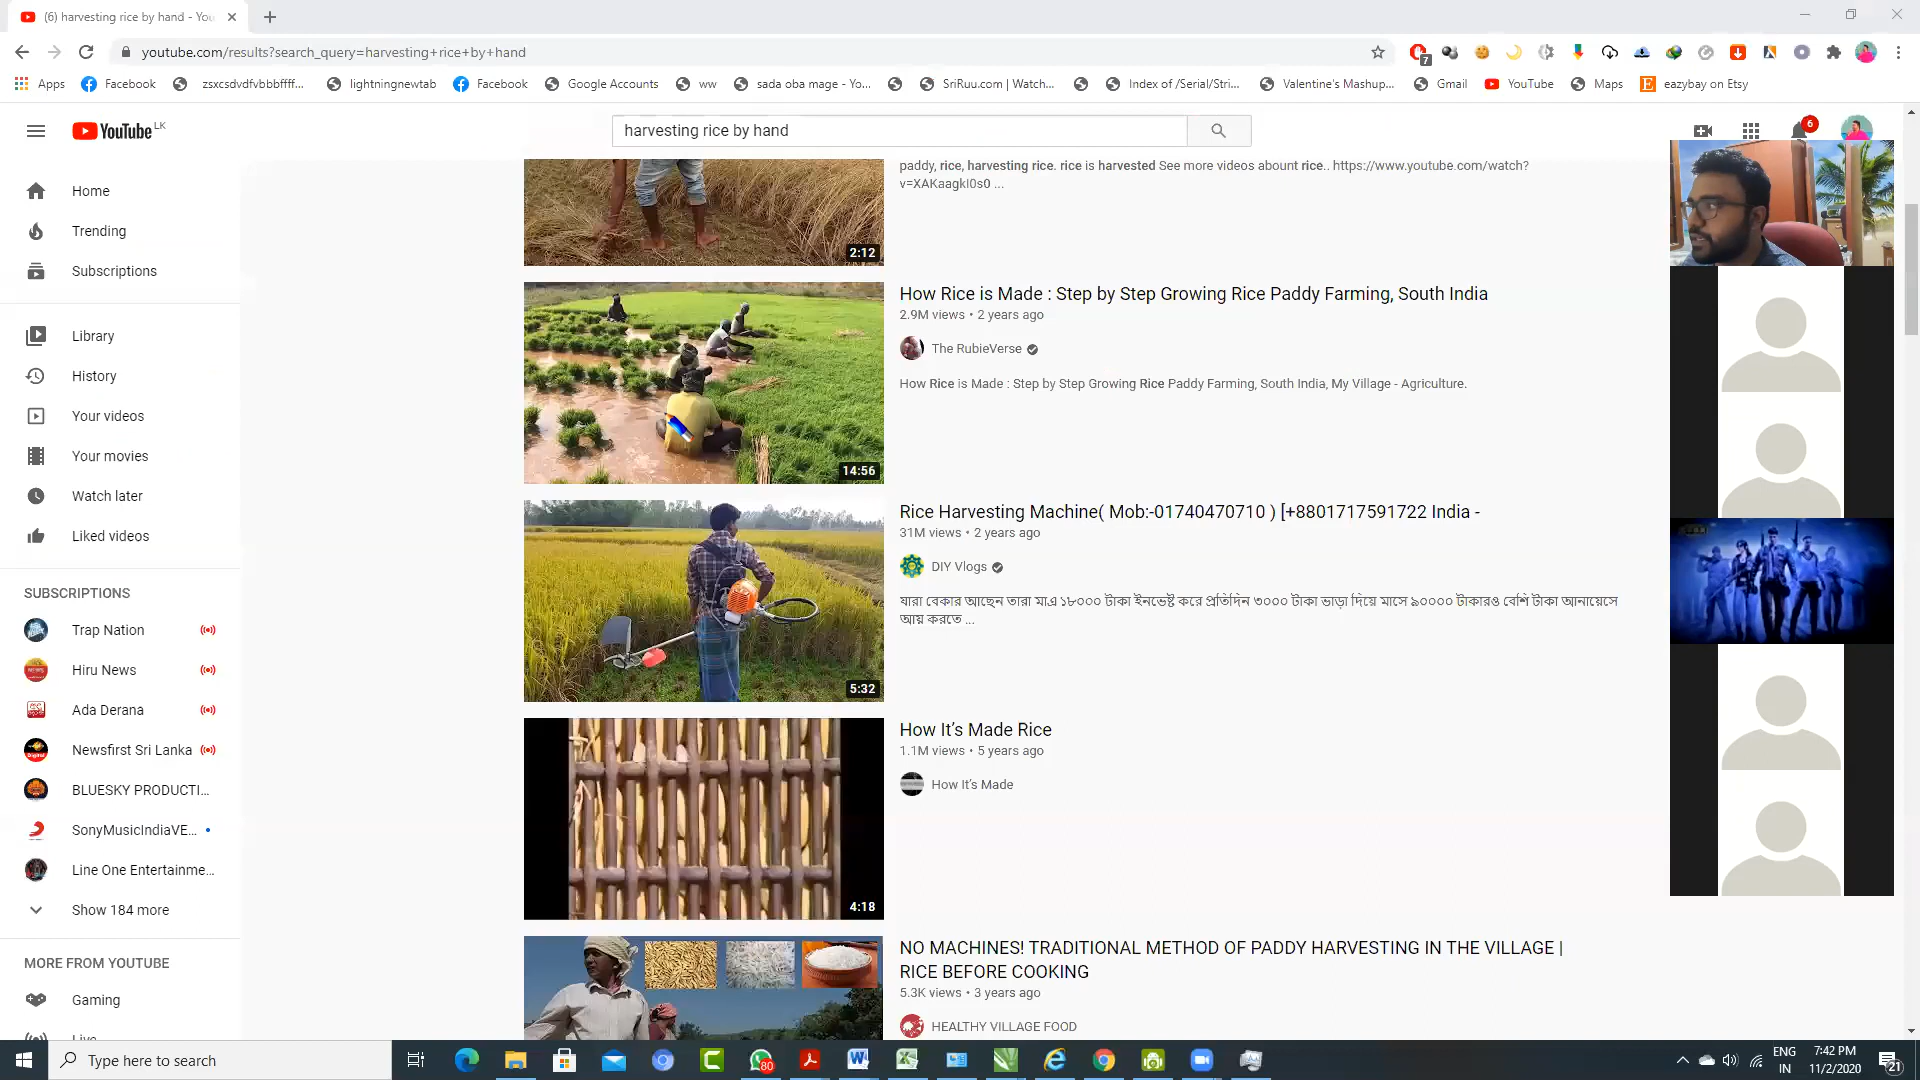 (6) harvesting rice by hand - You
youtube.com/results?search_query=harvesting+rice+by+hand
7
Apps
Facebook
zsxcsdvdfvbbbffff...
lightningnewtab
Facebook
Google Accounts
ww
sada oba mage - Yo...
SriRuu.com | Watch...
Index of /Serial/Stri...
Valentine's Mashup...
Gmail
YouTube
Maps
eazybay on Etsy
YouTube LK
harvesting rice by hand
6
Home
Trending
Subscriptions
Library
History
Your videos
Your movies
Watch later
Liked videos
SUBSCRIPTIONS
Trap Nation
Hiru News
Ada Derana
Newsfirst Sri Lanka
BLUESKY PRODUCTI...
SonyMusicIndiaVE...
Line One Entertainme...
Show 184 more
MORE FROM YOUTUBE
Gaming
Live
paddy, rice, harvesting rice. rice is harvested See more videos abount rice.. https://www.youtube.com/watch?
v=XAKaagkI0s0 ...
2:12
How Rice is Made : Step by Step Growing Rice Paddy Farming, South India
2.9M views • 2 years ago
The RubieVerse
How Rice is Made : Step by Step Growing Rice Paddy Farming, South India, My Village - Agriculture.
14:56
Rice Harvesting Machine( Mob:-01740470710 ) [+8801717591722 India -
31M views • 2 years ago
DIY Vlogs
যারা বেকার আছেন তারা মাএ ১৮০০০ টাকা ইনভেষ্ট করে প্রতিদিন ৩০০০ টাকা ভাড়া দিয়ে মাসে ৯০০০০ টাকারও বেশি টাকা আনায়েসে
আয় করতে ...
5:32
How It’s Made Rice
1.1M views • 5 years ago
How It’s Made
4:18
NO MACHINES! TRADITIONAL METHOD OF PADDY HARVESTING IN THE VILLAGE |
RICE BEFORE COOKING
5.3K views • 3 years ago
HEALTHY VILLAGE FOOD
Type here to search
80
ENG
IN
7:42 PM
11/2/2020
21